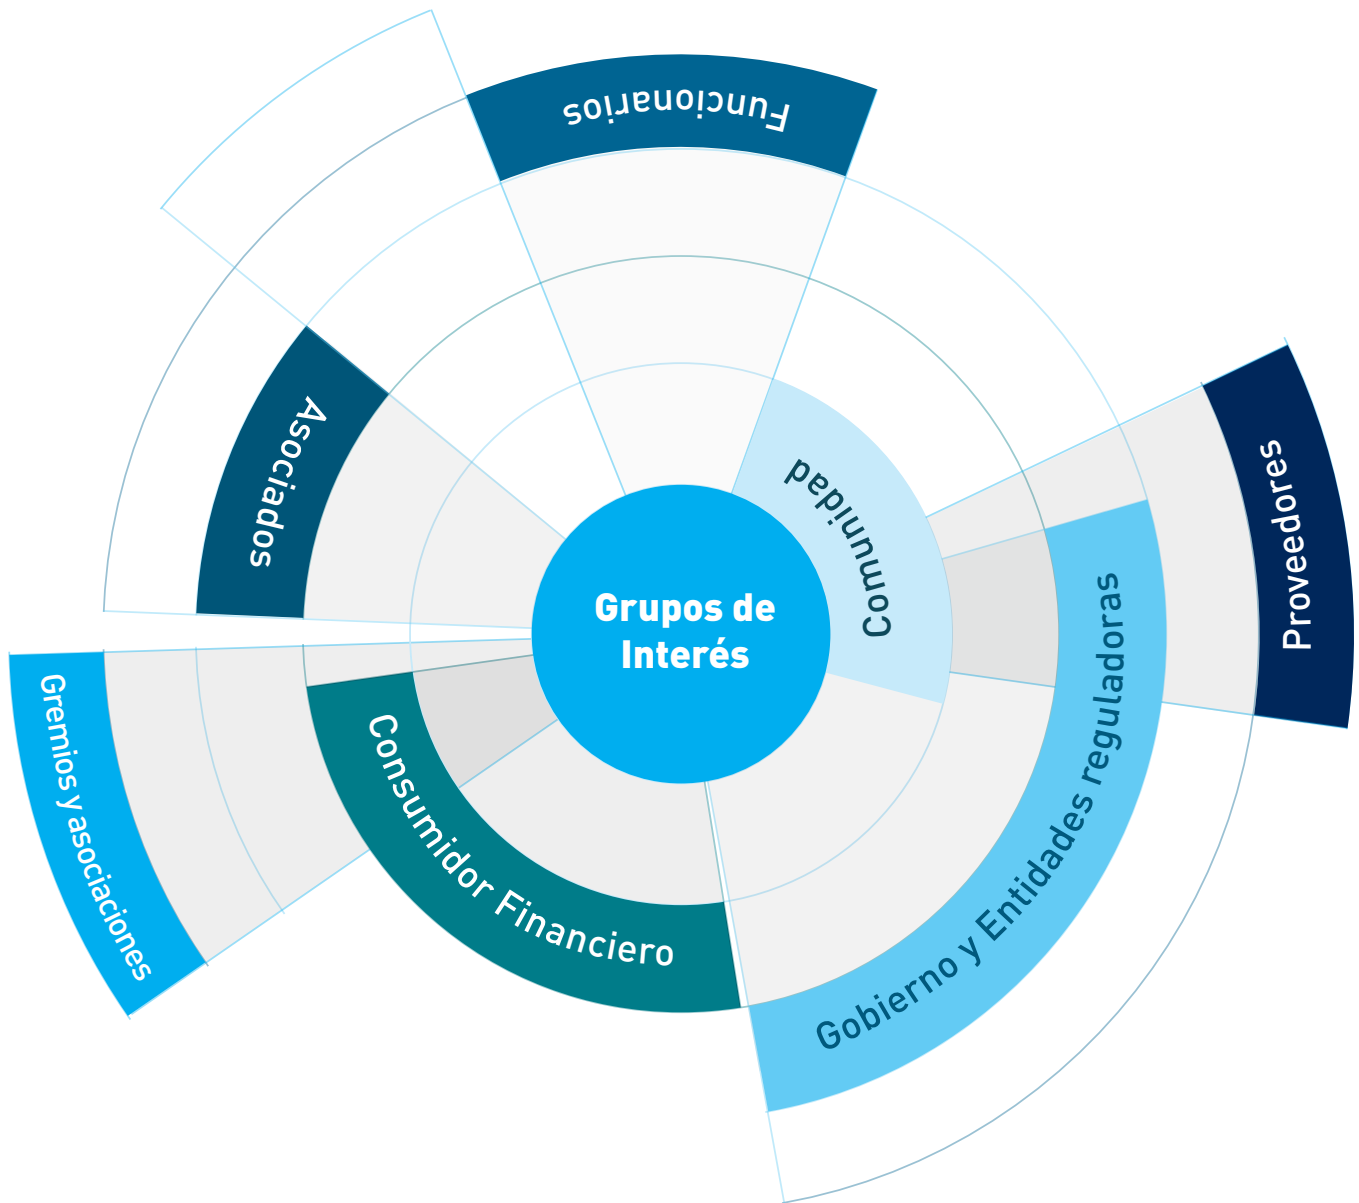 Funcionarios
Asociados
Comunidad
Proveedores
Grupos de
Interés
Gremios y asociaciones
Consumidor Financiero
Gobierno y Entidades reguladoras